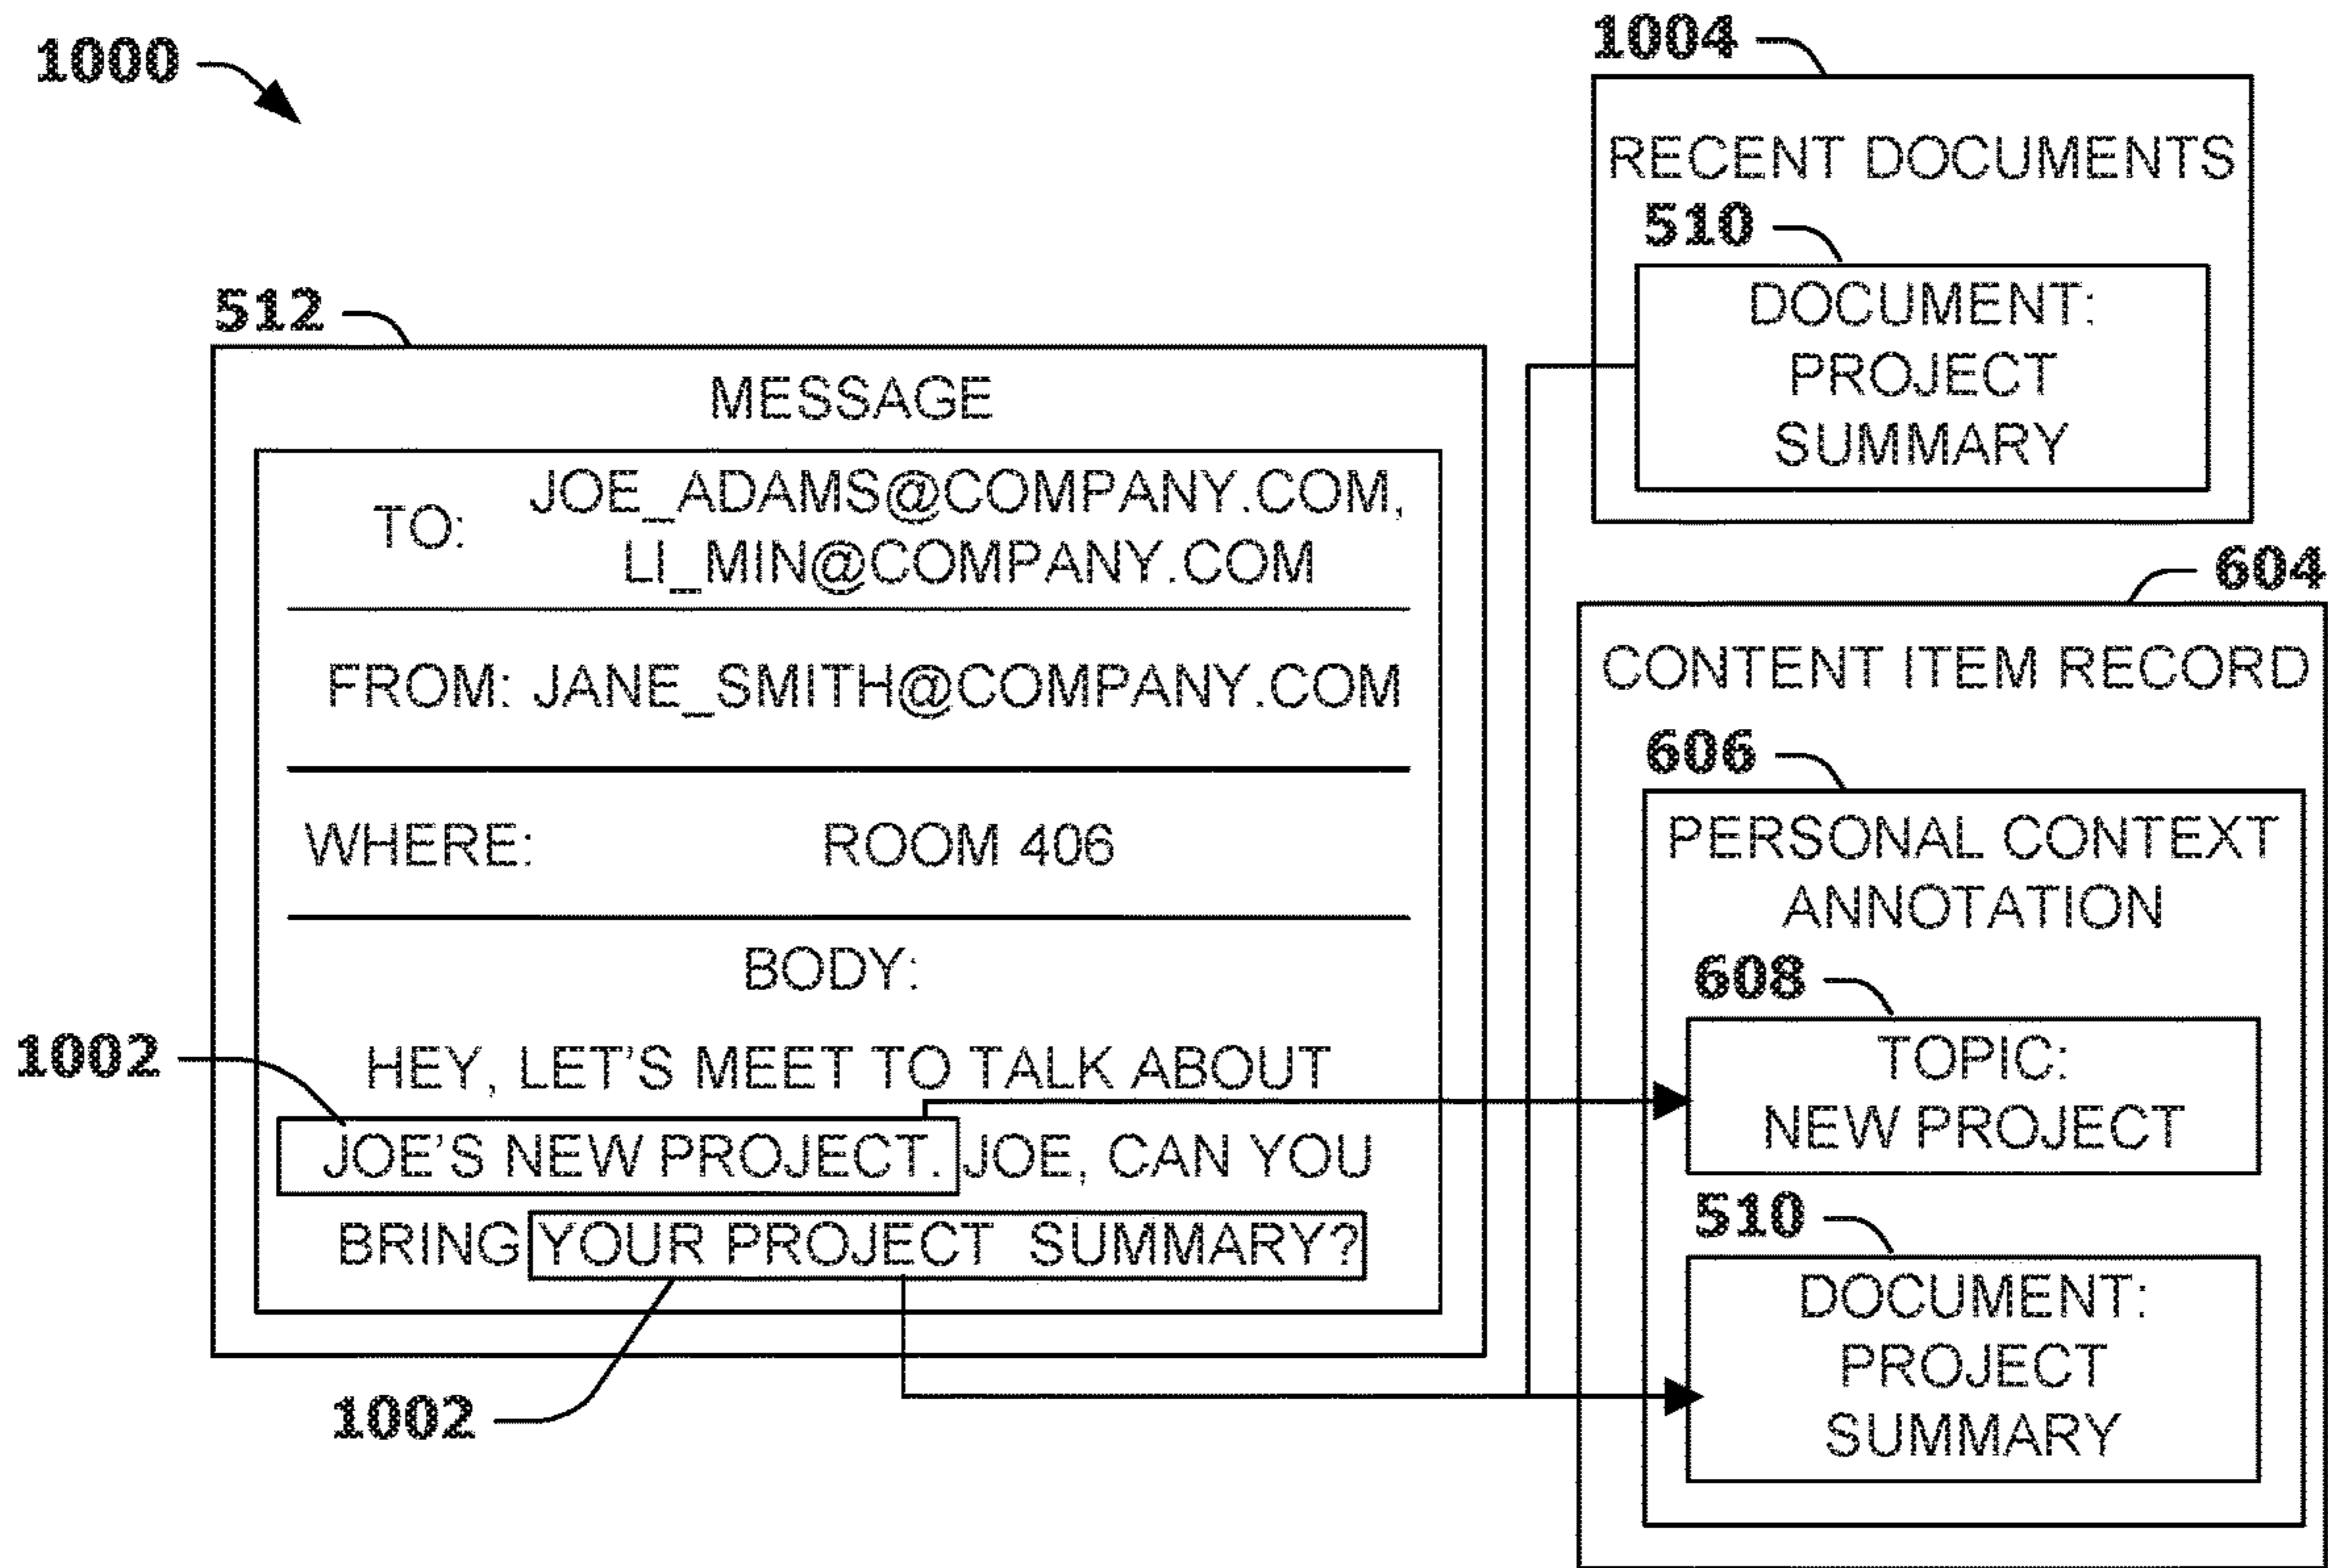 1000
512
MESSAGE
TO: JOE_ADAMS@COMPANY.COM,
LI_MIN@COMPANY.COM
FROM: JANE_SMITH@COMPANY.COM
WHERE: ROOM 406
BODY:
HEY, LET'S MEET TO TALK ABOUT
JOE'S NEW PROJECT. JOE, CAN YOU
BRING YOUR PROJECT SUMMARY?
1002
1002
1004
RECENT DOCUMENTS
510
DOCUMENT:
PROJECT
SUMMARY
604
CONTENT ITEM RECORD
606
PERSONAL CONTEXT
ANNOTATION
608
TOPIC:
NEW PROJECT
510
DOCUMENT:
PROJECT
SUMMARY